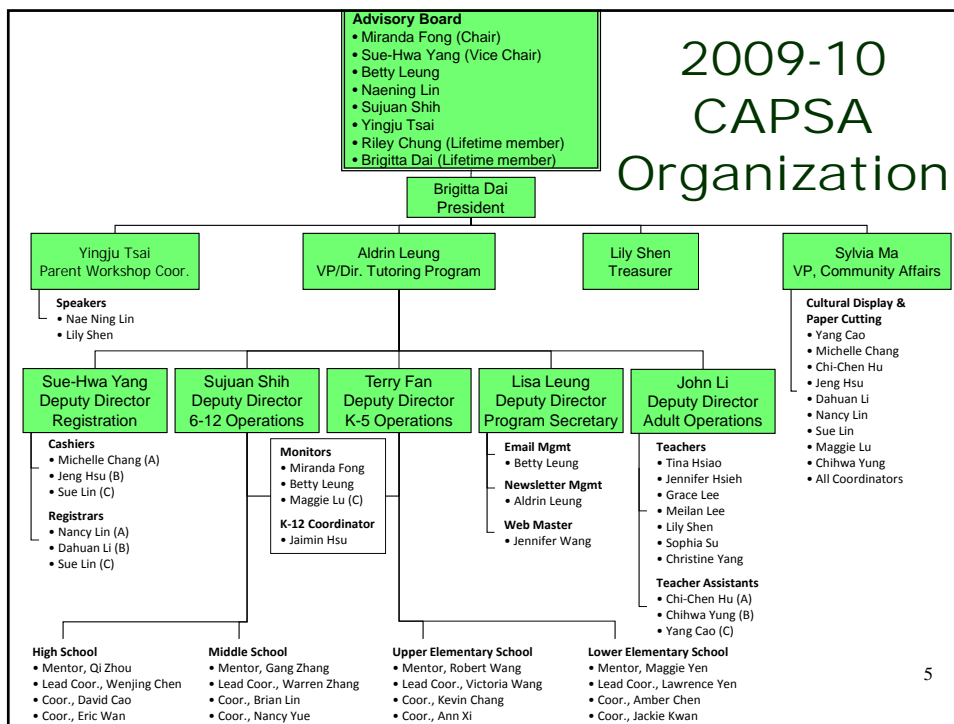 Advisory Board
• Miranda Fong (Chair)
• Sue-Hwa Yang (Vice Chair)
• Betty Leung
• Naening Lin
• Sujuan Shih
• Yingju Tsai
• Riley Chung (Lifetime member)
• Brigitta Dai (Lifetime member)
2009-10
CAPSA
Organization
Brigitta Dai
President
Yingju Tsai
Parent Workshop Coor.
Aldrin Leung
VP/Dir. Tutoring Program
Lily Shen
Treasurer
Sylvia Ma
VP, Community Affairs
Speakers
• Nae Ning Lin
• Lily Shen
Cultural Display &
Paper Cutting
• Yang Cao
• Michelle Chang
• Chi-Chen Hu
• Jeng Hsu
• Dahuan Li
• Nancy Lin
• Sue Lin
• Maggie Lu
• Chihwa Yung
• All Coordinators
Sue-Hwa Yang
Deputy Director
Registration
Sujuan Shih
Deputy Director
6-12 Operations
Terry Fan
Deputy Director
K-5 Operations
Lisa Leung
Deputy Director
Program Secretary
John Li
Deputy Director
Adult Operations
Cashiers
• Michelle Chang (A)
• Jeng Hsu (B)
• Sue Lin (C)
Registrars
• Nancy Lin (A)
• Dahuan Li (B)
• Sue Lin (C)
Monitors
• Miranda Fong
• Betty Leung
• Maggie Lu (C)
K-12 Coordinator
• Jaimin Hsu
Email Mgmt
• Betty Leung
Newsletter Mgmt
• Aldrin Leung
Web Master
• Jennifer Wang
Teachers
• Tina Hsiao
• Jennifer Hsieh
• Grace Lee
• Meilan Lee
• Lily Shen
• Sophia Su
• Christine Yang
Teacher Assistants
• Chi-Chen Hu (A)
• Chihwa Yung (B)
• Yang Cao (C)
High School
• Mentor, Qi Zhou
• Lead Coor., Wenjing Chen
• Coor., David Cao
• Coor., Eric Wan
Middle School
• Mentor, Gang Zhang
• Lead Coor., Warren Zhang
• Coor., Brian Lin
• Coor., Nancy Yue
Upper Elementary School
• Mentor, Robert Wang
• Lead Coor., Victoria Wang
• Coor., Kevin Chang
• Coor., Ann Xi
Lower Elementary School
• Mentor, Maggie Yen
• Lead Coor., Lawrence Yen
• Coor., Amber Chen
• Coor., Jackie Kwan
5